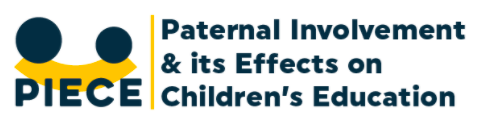 PIECE
Paternal Involvement
& its Effects on
Children's Education